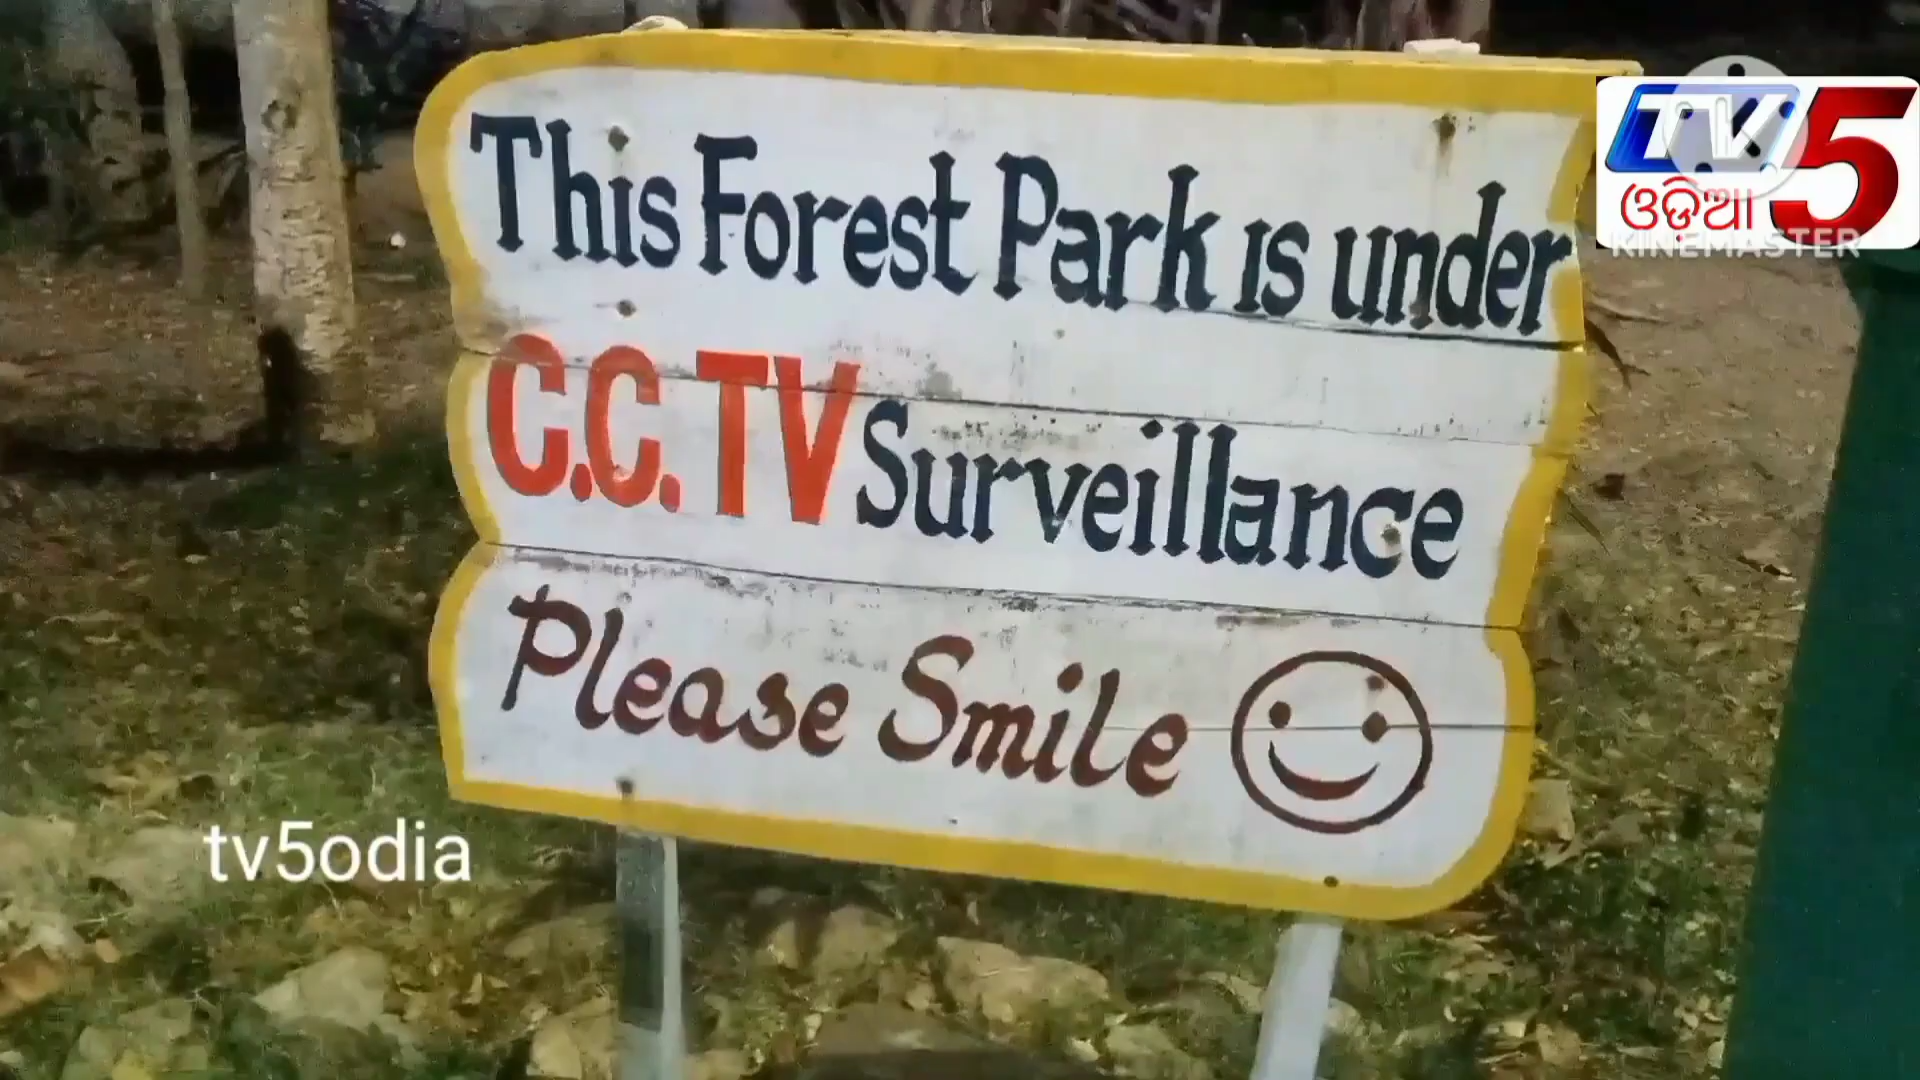 This Forest Park is under
C.C. TV Surveillance
Please Smile
TV5
ଓଡ଼ିଆ
KINEMASTER
tv5odia